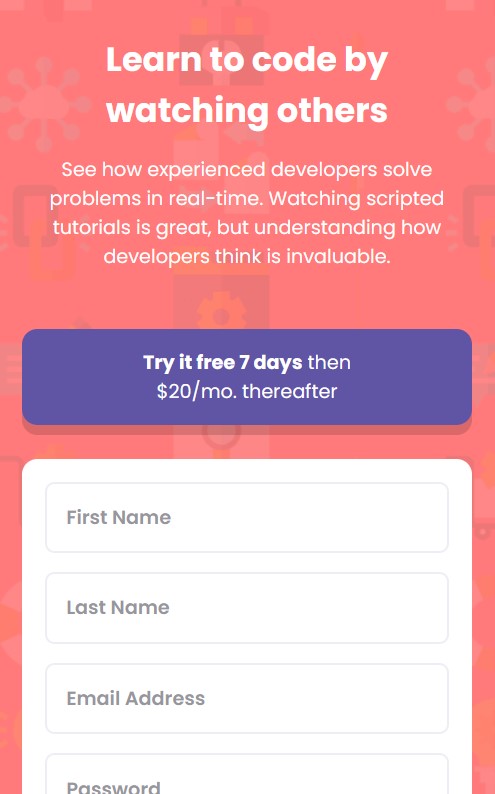 Learn to code by
watching others
See how experienced developers solve
problems in real-time. Watching scripted
tutorials is great, but understanding how
developers think is invaluable.
Try it free 7 days then
$20/mo. thereafter
First Name
Last Name
Email Address
Password